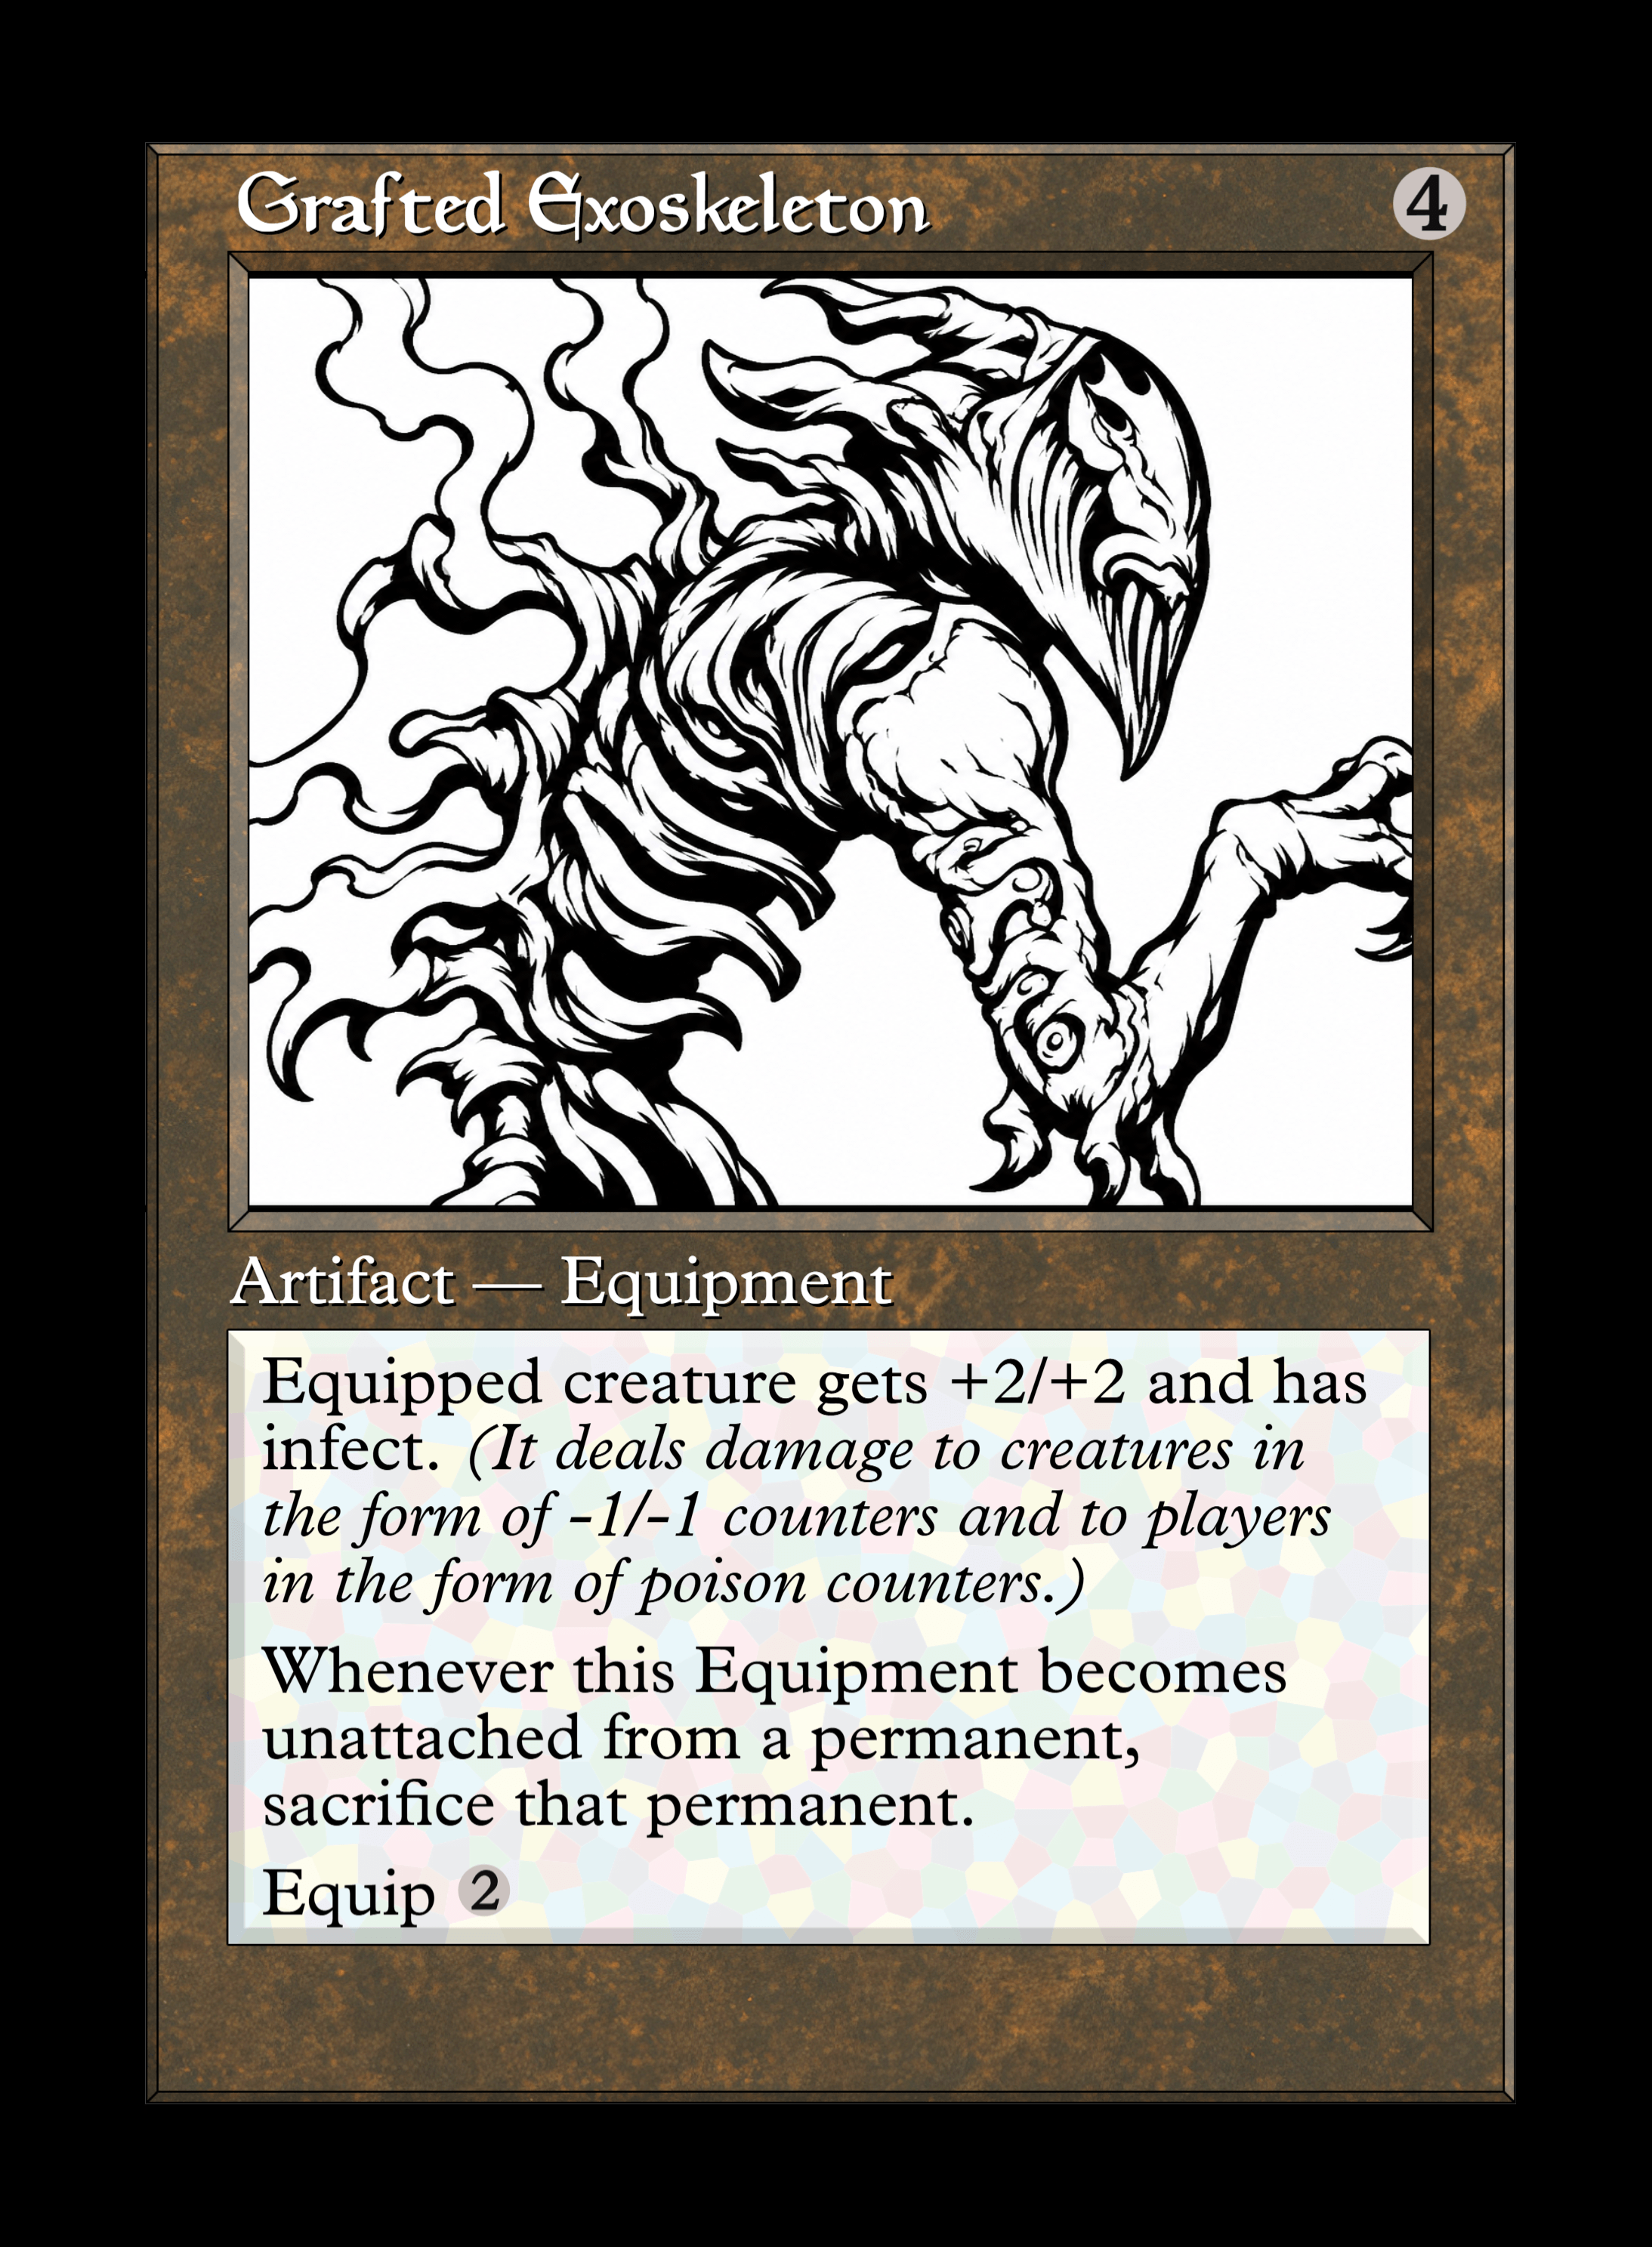 Grafted Exoskeleton 4
Artifact — Equipment
Equipped creature gets +2/+2 and has
infect. (It deals damage to creatures in
the form of -1/-1 counters and to players
in the form of poison counters.)
Whenever this Equipment becomes
unattached from a permanent,
sacrifice that permanent.
Equip 2